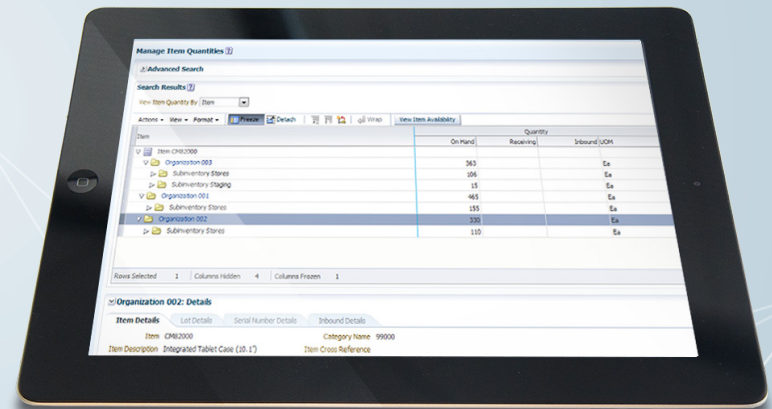 Manage Item Quantities [?]
Advanced Search
Search Results [?]
View Item Quantity By Item
Actions View Format Freeze Detach Wrap View Item Availability
Quantity
Item On Hand Receiving Inbound UOM
Item CM82000
Organization 003 363 Ea
Subinventory Stores 106 Ea
Subinventory Staging 15 Ea
Organization 001 465 Ea
Subinventory Stores 155 Ea
Organization 002 330 Ea
Subinventory Stores 110 Ea
Rows Selected 1 Columns Hidden 4 Columns Frozen 1
Organization 002: Details
Item Details Lot Details Serial Number Details Inbound Details
Item CM82000 Category Name 99000
Item Description Integrated Tablet Case (10.1") Item Cross Reference